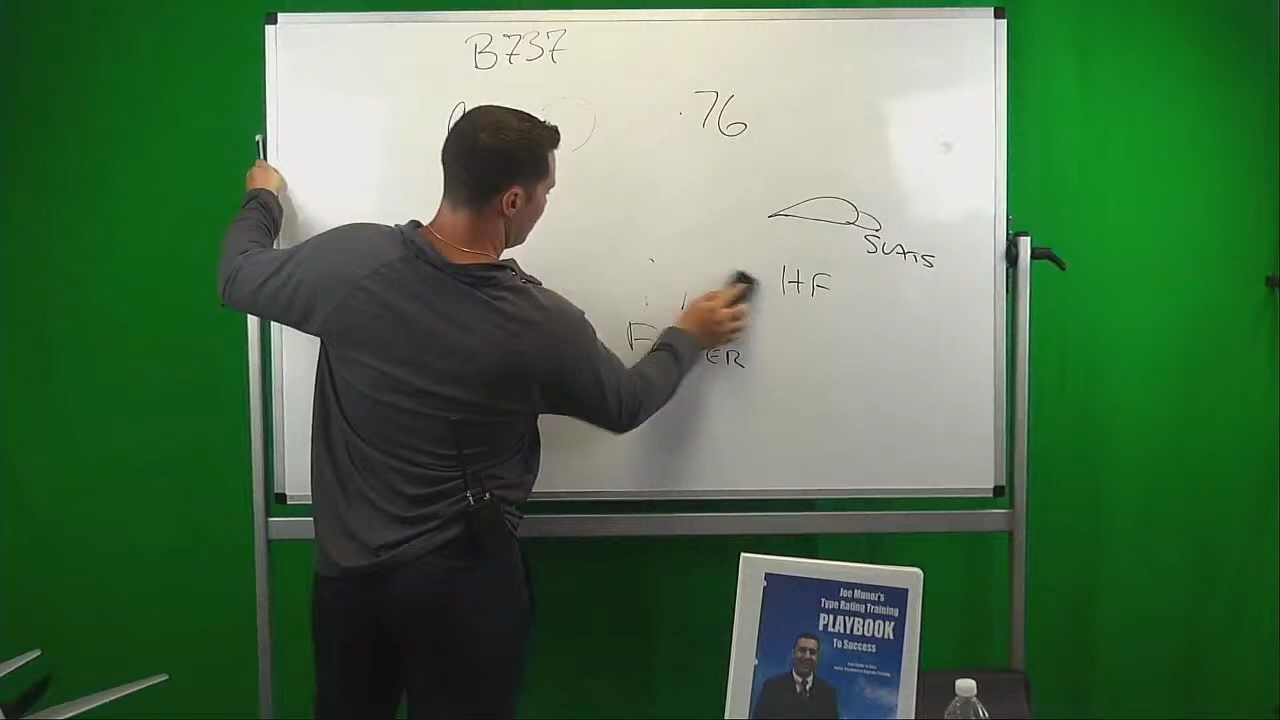 B737
.76
SLATS
HF
ER
Joe Munoz's
Type Rating Training
PLAYBOOK
To Success